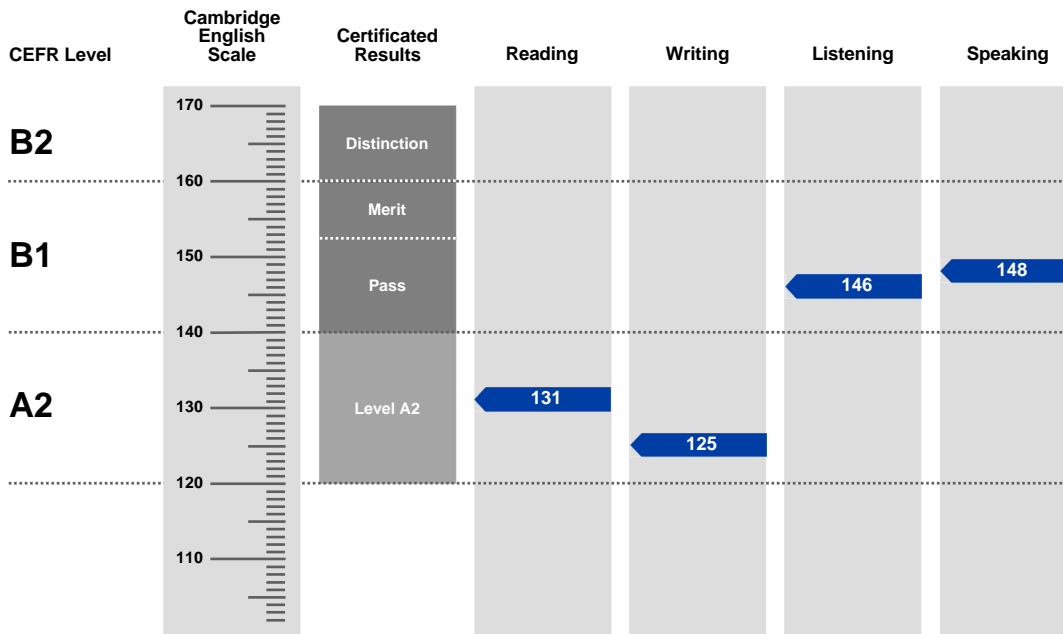 CEFR Level
Cambridge
English
Scale
Certificated
Results
Reading
Writing
Listening
Speaking
170
B2
Distinction
160
Merit
B1
150
Pass
146
148
140
A2
130
Level A2
131
125
120
110